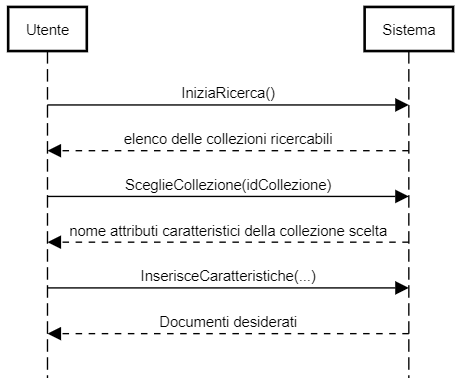 Utente
Sistema
IniziaRicerca()
elenco delle collezioni ricercabili
SceglieCollezione(idCollezione)
nome attributi caratteristici della collezione scelta
InserisceCaratteristiche(...)
Documenti desiderati